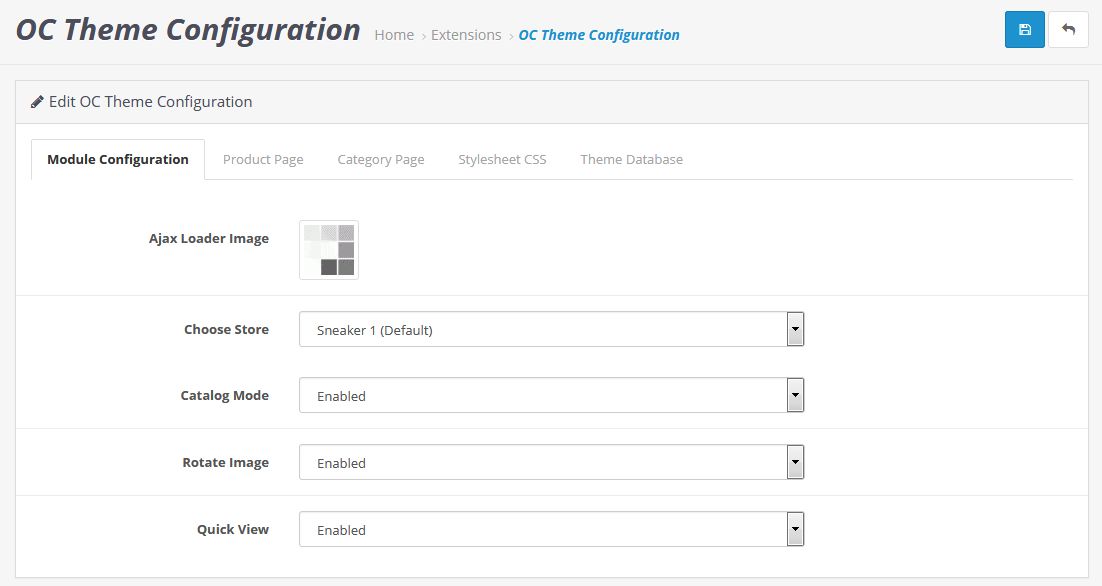 OC Theme Configuration Home › Extensions › OC Theme Configuration
Edit OC Theme Configuration
Module Configuration Product Page Category Page Stylesheet CSS Theme Database
Ajax Loader Image
Choose Store Sneaker 1 (Default)
Catalog Mode Enabled
Rotate Image Enabled
Quick View Enabled